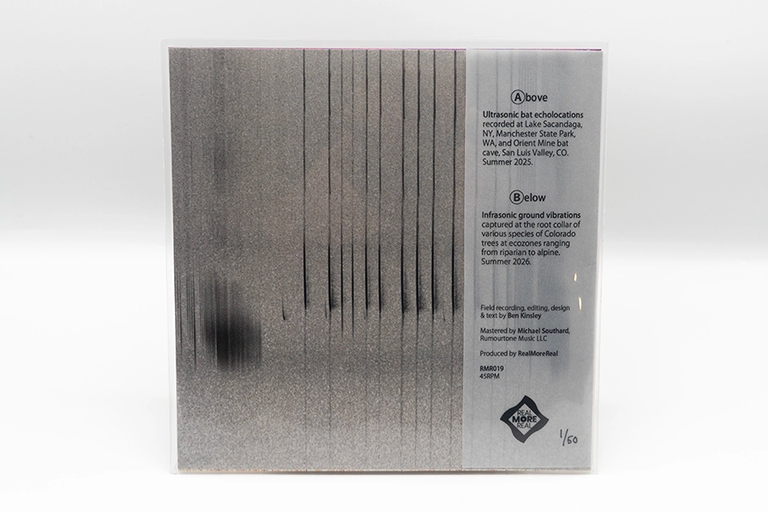 Above
Ultrasonic bat echolocations
recorded at Lake Sacandaga,
NY, Manchester State Park,
WA, and Orient Mine bat
cave, San Luis Valley, CO.
Summer 2025.
Below
Infrasonic ground vibrations
captured at the root collar of
various species of Colorado
trees at ecozones ranging
from riparian to alpine.
Summer 2026.
Field recording, editing, design
& text by Ben Kinsley
Mastered by Michael Southard,
Rumourtone Music LLC
Produced by RealMoreReal
RMR019
45RPM
REAL
MORE
REAL
1/50